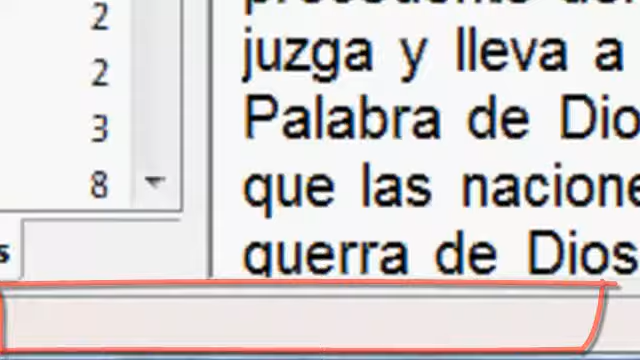 2
2
3
8
s
juzga y lleva a
Palabra de Dio
que las nacione
guerra de Dios